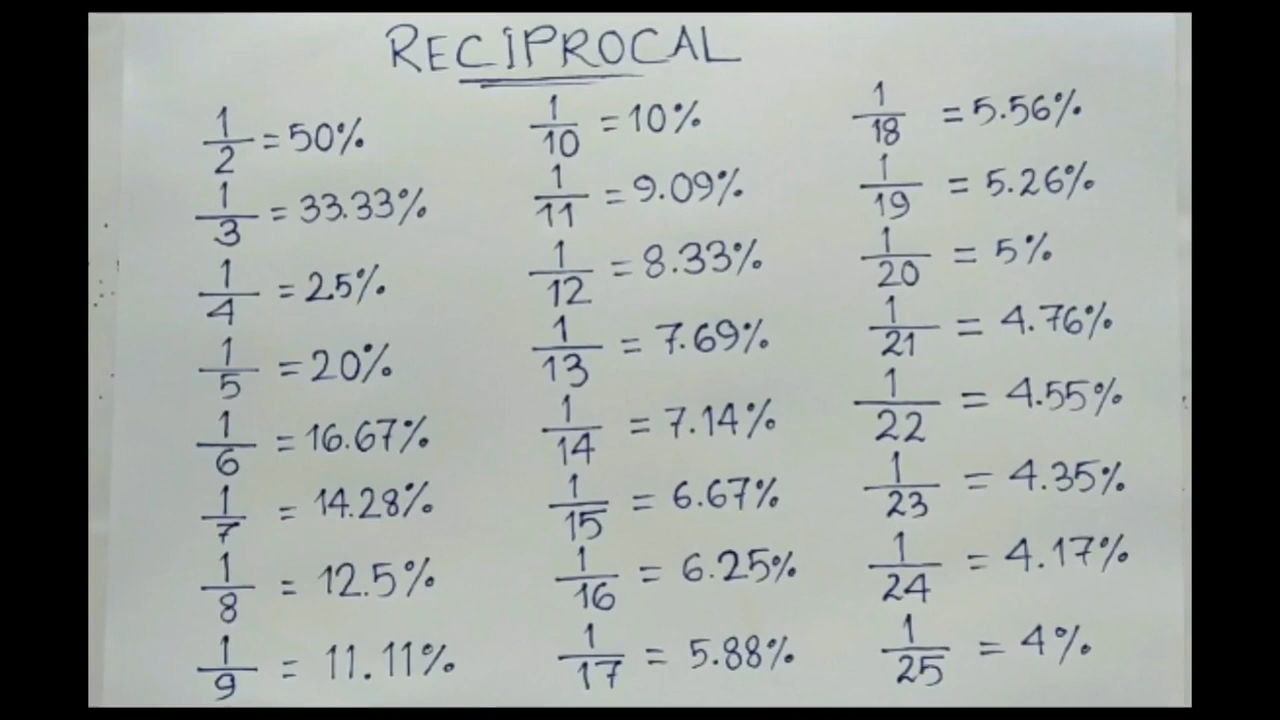 RECIPROCAL
1/2 = 50%
1/3 = 33.33%
1/4 = 25%
1/5 = 20%
1/6 = 16.67%
1/7 = 14.28%
1/8 = 12.5%
1/9 = 11.11%
1/10 = 10%
1/11 = 9.09%
1/12 = 8.33%
1/13 = 7.69%
1/14 = 7.14%
1/15 = 6.67%
1/16 = 6.25%
1/17 = 5.88%
1/18 = 5.56%
1/19 = 5.26%
1/20 = 5%
1/21 = 4.76%
1/22 = 4.55%
1/23 = 4.35%
1/24 = 4.17%
1/25 = 4%